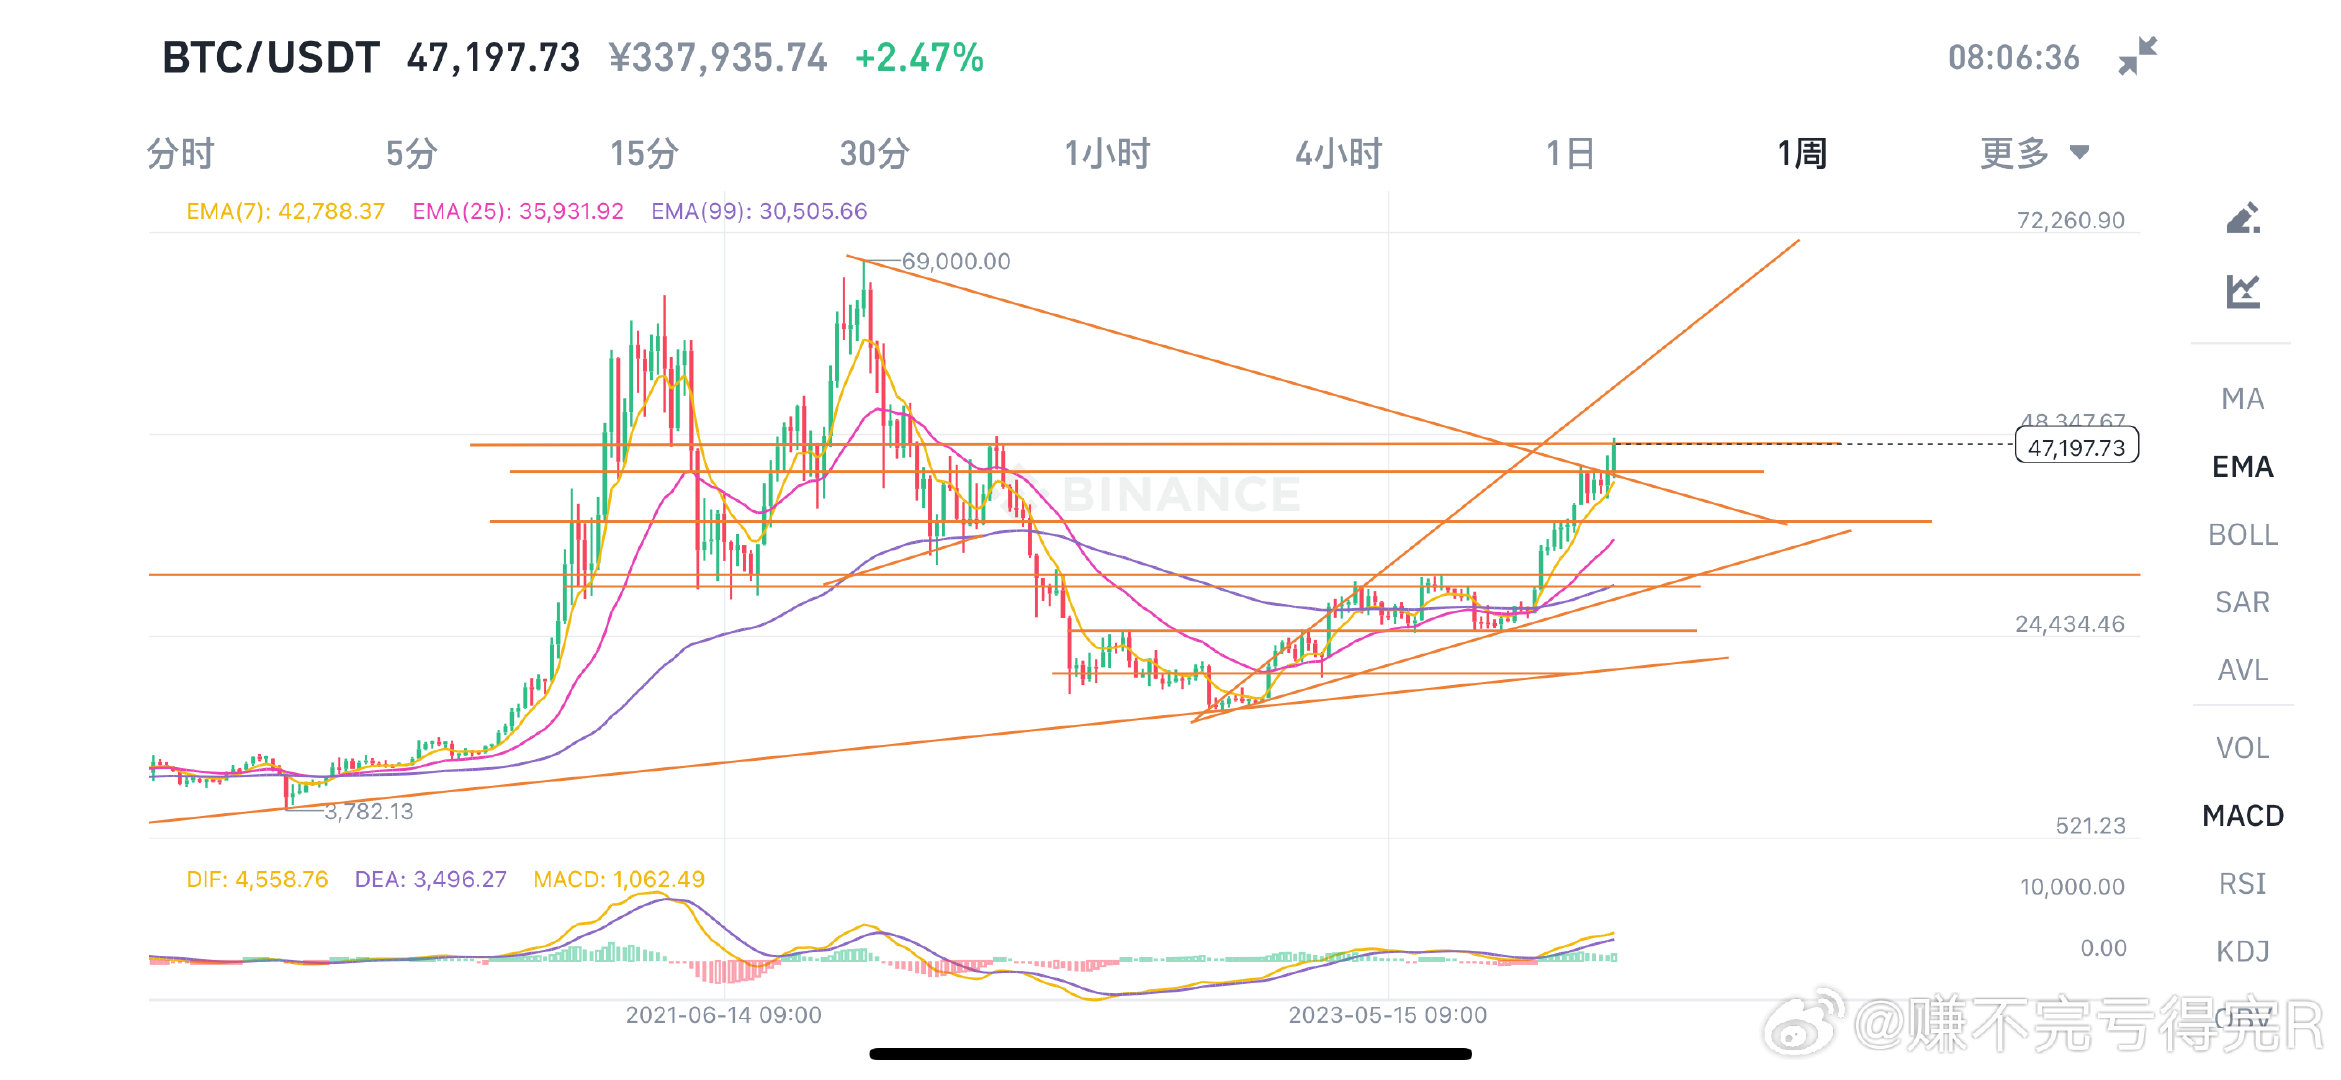 BTC/USDT 47,197.73 ¥337,935.74 +2.47% 08:06:36
分时 5分 15分 30分 1小时 4小时 1日 1周 更多
EMA(7): 42,788.37 EMA(25): 35,931.92 EMA(99): 30,505.66
72,260.90
69,000.00
MA
48,347.67
47,197.73
EMA
BINANCE
BOLL
SAR
24,434.46
AVL
VOL
3,782.13
MACD
521.23
DIF: 4,558.76 DEA: 3,496.27 MACD: 1,062.49
10,000.00
RSI
0.00
KDJ
2021-06-14 09:00 2023-05-15 09:00
OBV
@赚不完亏得完R